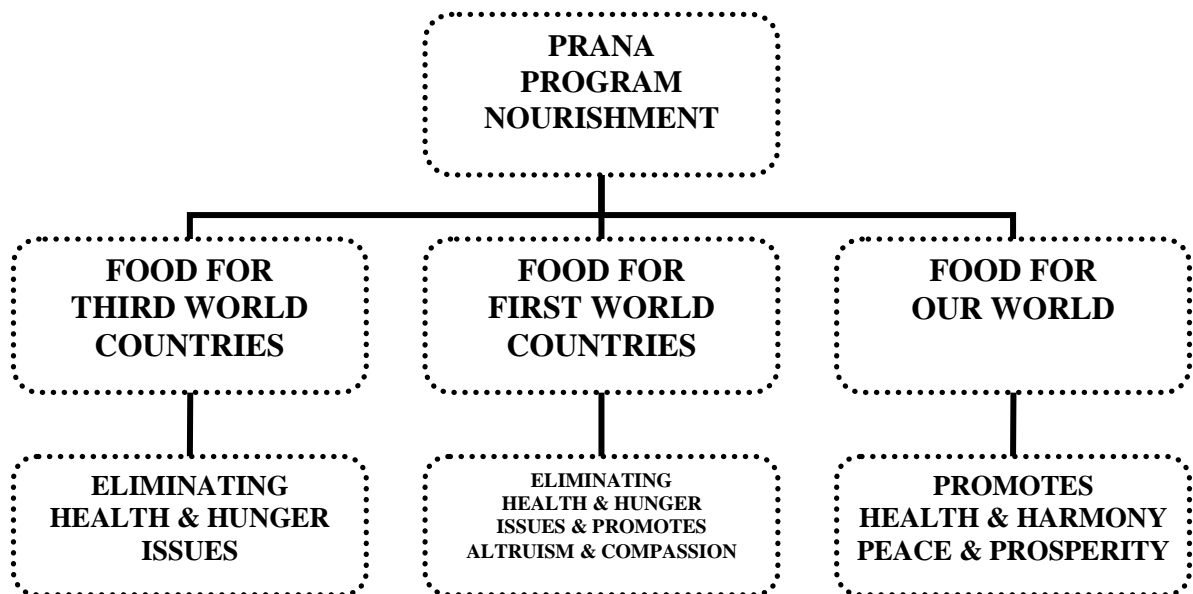 PRANA
PROGRAM
NOURISHMENT
FOOD FOR
THIRD WORLD
COUNTRIES
FOOD FOR
FIRST WORLD
COUNTRIES
FOOD FOR
OUR WORLD
ELIMINATING
HEALTH & HUNGER
ISSUES
ELIMINATING
HEALTH & HUNGER
ISSUES & PROMOTES
ALTRUISM & COMPASSION
PROMOTES
HEALTH & HARMONY
PEACE & PROSPERITY